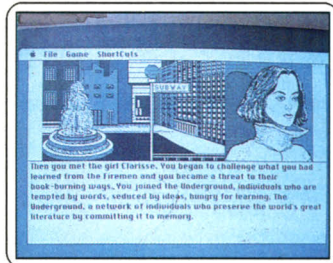 File Game ShortCuts
SUBWAY
Then you met the girl Clarisse. You began to challenge what you had
learned from the Firemen and you became a threat to their
book-burning ways. You joined the Underground, individuals who are
tempted by words, seduced by ideas, hungry for learning. The
Underground, a network of individuals who preserve the world's great
literature by committing it to memory.